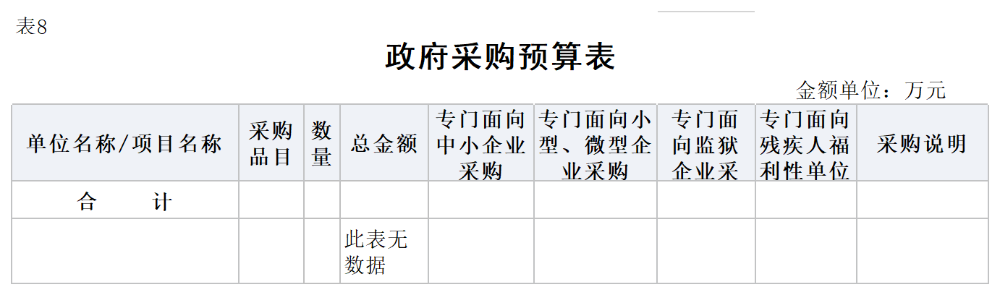 表8
政府采购预算表
金额单位：万元
单位名称/项目名称
采购
品目
数
量
总金额
专门面向
中小企业
采购
专门面向小
型、微型企
业采购
专门面
向监狱
企业采
专门面向
残疾人福
利性单位
采购说明
合 计
此表无
数据